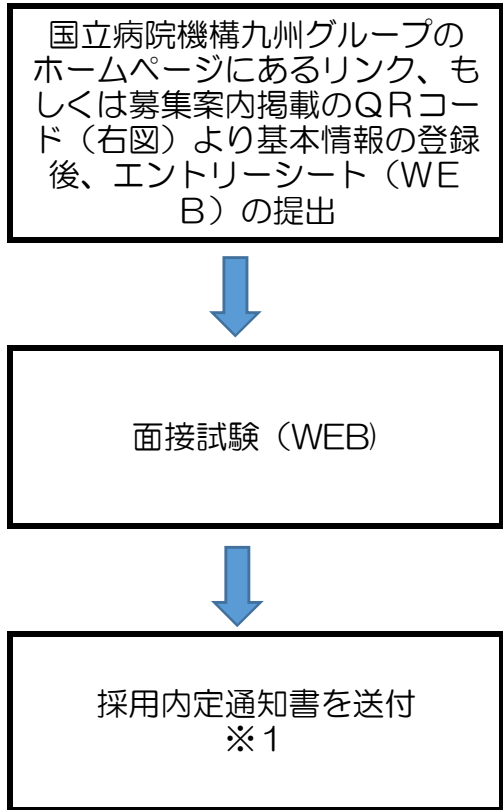 国立病院機構九州グループの
ホームページにあるリンク、も
しくは募集案内掲載のＱＲコー
ド（右図）より基本情報の登録
後、エントリーシート（ＷＥ
Ｂ）の提出
面接試験（WEB)
採用内定通知書を送付
※１